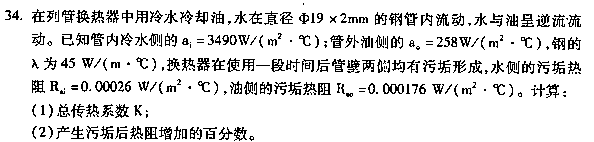 34. 在列管换热器中用冷水冷却油,水在直径 Φ19 ×2mm 的钢管内流动,水与油呈逆流流
动。已知管内冷水侧的 aᵢ =3490W/(m²·℃);管外油侧的 aₒ =258W/(m²·℃),钢的
λ 为 45 W/(m·℃),换热器在使用一段时间后管壁两侧均有污垢形成,水侧的污垢热
阻 Rₛᵢ =0.00026 W/(m²·℃),油侧的污垢热阻 Rₛₒ =0.000176 W/(m²·℃)。计算:
(1)总传热系数 K;
(2)产生污垢后热阻增加的百分数。